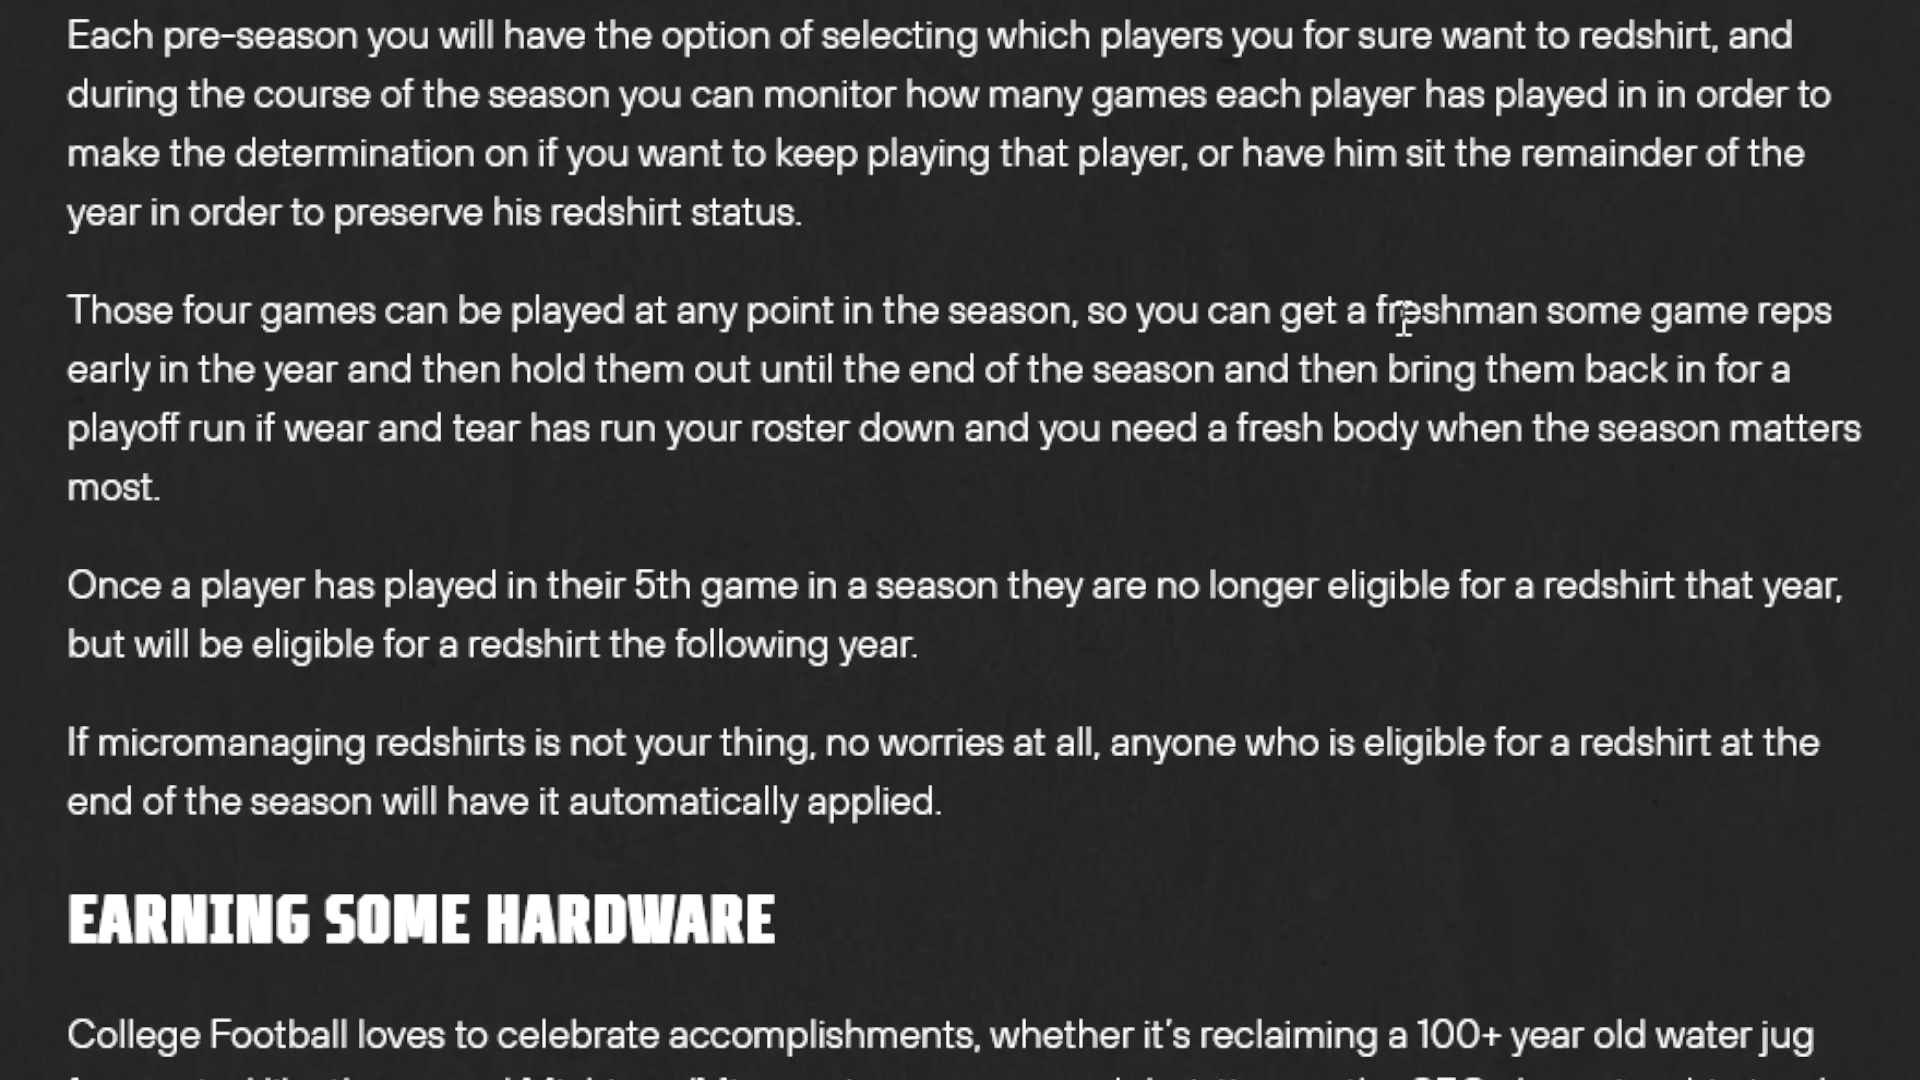 Each pre-season you will have the option of selecting which players you for sure want to redshirt, and
during the course of the season you can monitor how many games each player has played in in order to
make the determination on if you want to keep playing that player, or have him sit the remainder of the
year in order to preserve his redshirt status.
Those four games can be played at any point in the season, so you can get a freshman some game reps
early in the year and then hold them out until the end of the season and then bring them back in for a
playoff run if wear and tear has run your roster down and you need a fresh body when the season matters
most.
Once a player has played in their 5th game in a season they are no longer eligible for a redshirt that year,
but will be eligible for a redshirt the following year.
If micromanaging redshirts is not your thing, no worries at all, anyone who is eligible for a redshirt at the
end of the season will have it automatically applied.
EARNING SOME HARDWARE
College Football loves to celebrate accomplishments, whether it's reclaiming a 100+ year old water jug